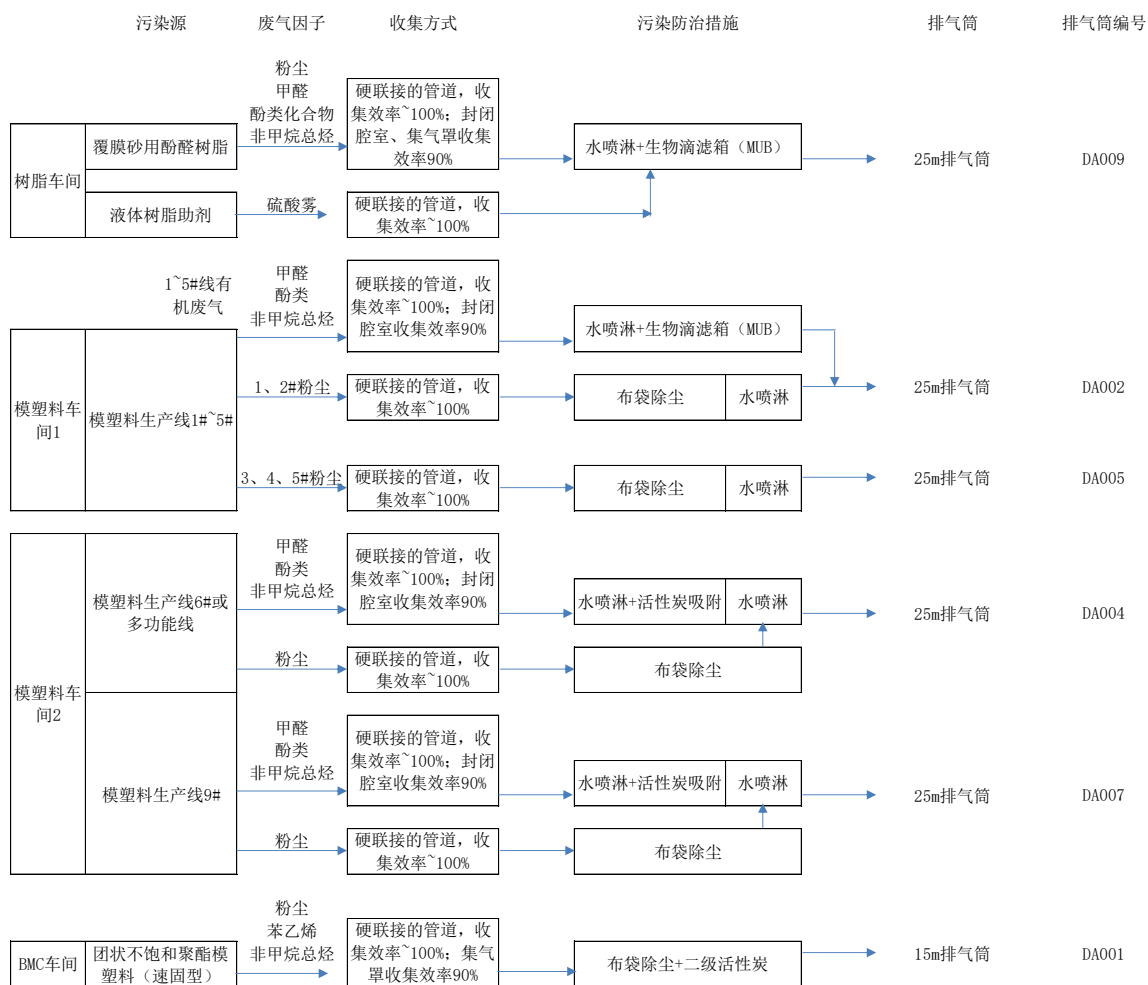 污染源
废气因子
收集方式
污染防治措施
排气筒
排气筒编号
树脂车间
覆膜砂用酚醛树脂
粉尘
甲醛
酚类化合物
非甲烷总烃
硬联接的管道，收
集效率~100%；封闭
腔室、集气罩收集
效率90%
水喷淋+生物滴滤箱（MUB）
25m排气筒
DA009
液体树脂助剂
硫酸雾
硬联接的管道，收
集效率~100%
模塑料车
间1
模塑料生产线1#~5#
1~5#线有
机废气
甲醛
酚类
非甲烷总烃
硬联接的管道，收
集效率~100%；封闭
腔室收集效率90%
水喷淋+生物滴滤箱（MUB）
1、2#粉尘
硬联接的管道，收
集效率~100%
布袋除尘
水喷淋
25m排气筒
DA002
3、4、5#粉尘
硬联接的管道，收
集效率~100%
布袋除尘
水喷淋
25m排气筒
DA005
模塑料车
间2
模塑料生产线6#或
多功能线
甲醛
酚类
非甲烷总烃
硬联接的管道，收
集效率~100%；封闭
腔室收集效率90%
水喷淋+活性炭吸附
水喷淋
25m排气筒
DA004
粉尘
硬联接的管道，收
集效率~100%
布袋除尘
模塑料生产线9#
甲醛
酚类
非甲烷总烃
硬联接的管道，收
集效率~100%；封闭
腔室收集效率90%
水喷淋+活性炭吸附
水喷淋
25m排气筒
DA007
粉尘
硬联接的管道，收
集效率~100%
布袋除尘
BMC车间
团状不饱和聚酯模
塑料（速固型）
粉尘
苯乙烯
非甲烷总烃
硬联接的管道，收
集效率~100%；集气
罩收集效率90%
布袋除尘+二级活性炭
15m排气筒
DA001